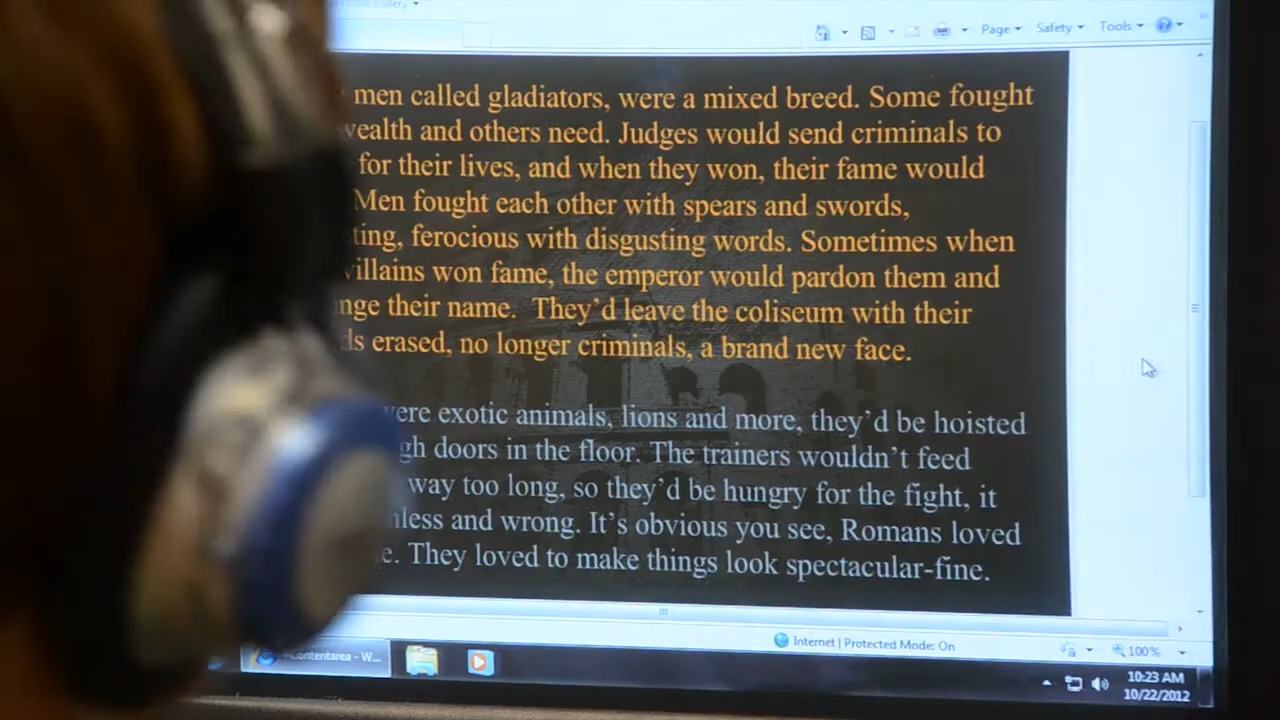 Page
Safety
Tools
men called gladiators, were a mixed breed. Some fought
wealth and others need. Judges would send criminals to
for their lives, and when they won, their fame would
Men fought each other with spears and swords,
ting, ferocious with disgusting words. Sometimes when
villains won fame, the emperor would pardon them and
nge their name. They'd leave the coliseum with their
ds erased, no longer criminals, a brand new face.
were exotic animals, lions and more, they'd be hoisted
gh doors in the floor. The trainers wouldn't feed
way too long, so they'd be hungry for the fight, it
nless and wrong. It's obvious you see, Romans loved
e. They loved to make things look spectacular-fine.
Internet | Protected Mode: On
100%
Contentarea - W...
10:23 AM
10/22/2012